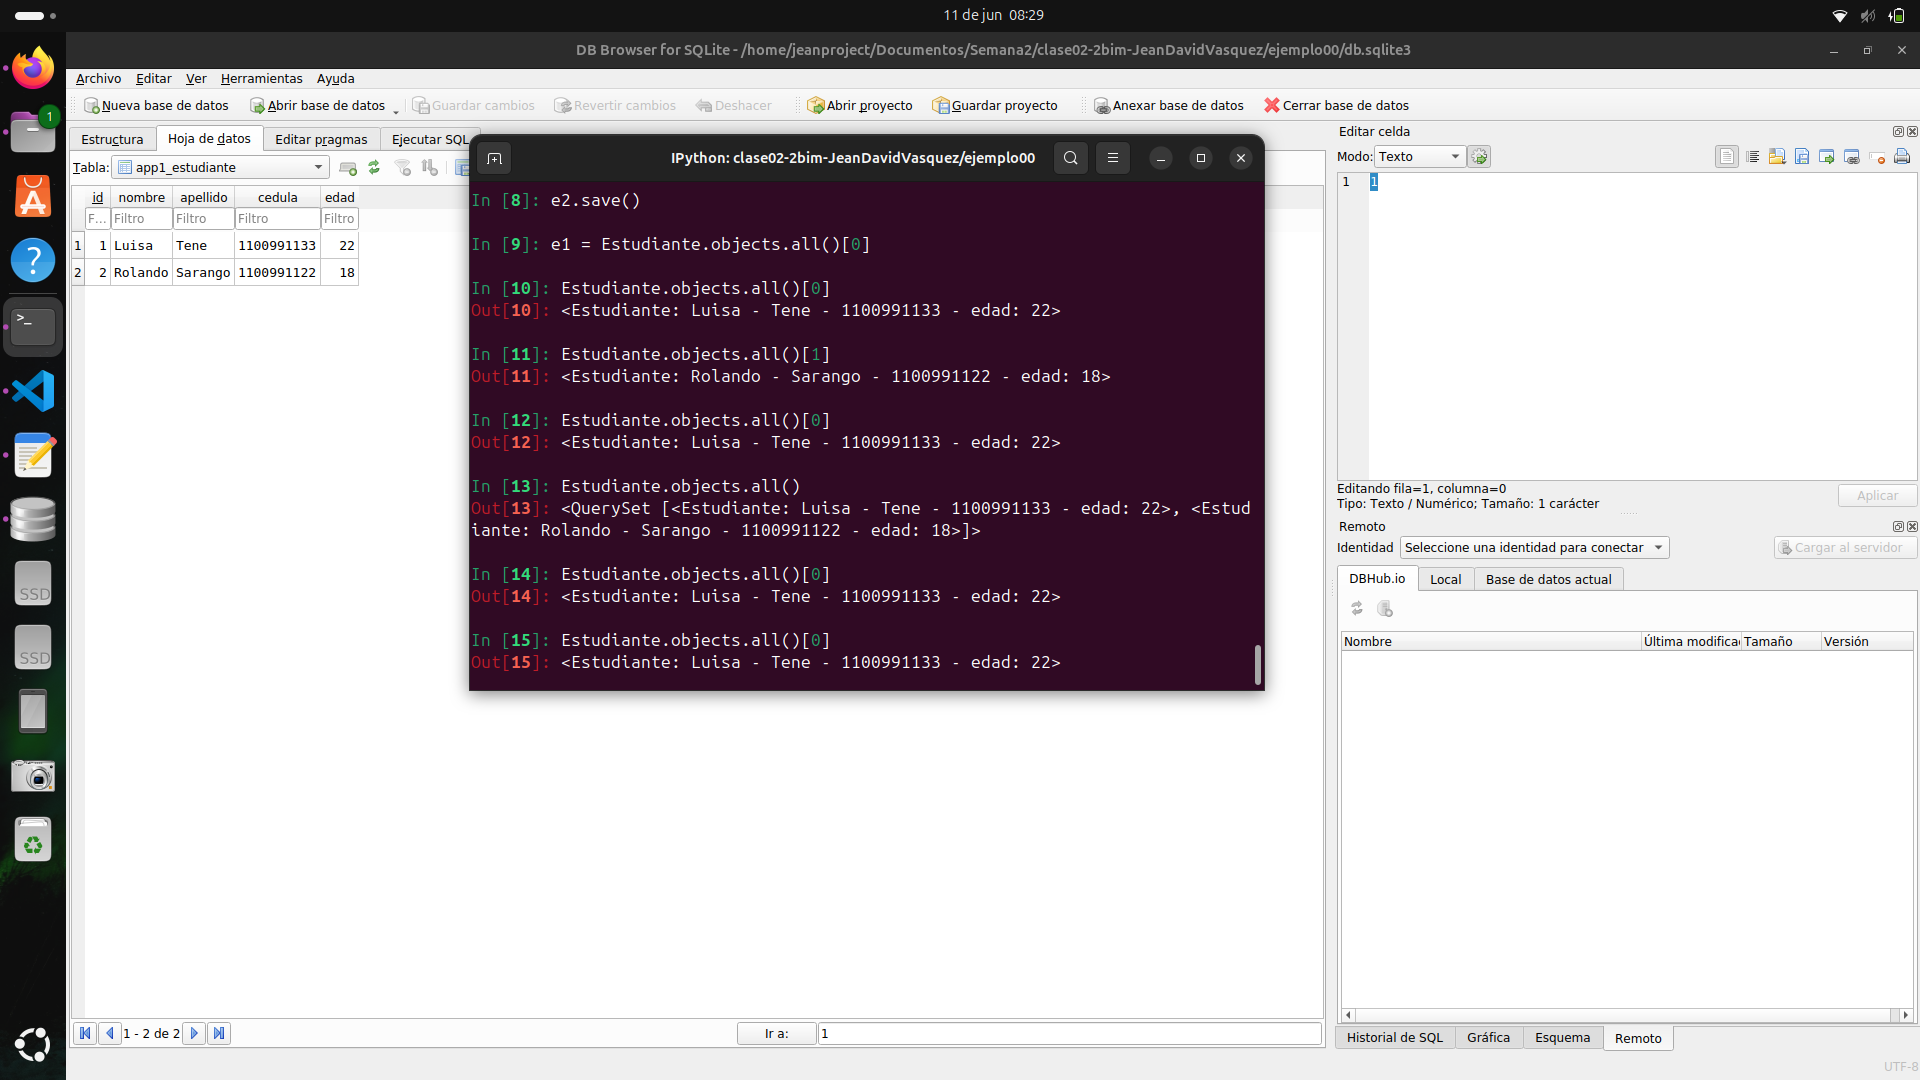 11 de jun  08:29
DB Browser for SQLite - /home/jeanproject/Documentos/Semana2/clase02-2bim-JeanDavidVasquez/ejemplo00/db.sqlite3
Archivo Editar Ver Herramientas Ayuda
Nueva base de datos Abrir base de datos Guardar cambios Revertir cambios Deshacer Abrir proyecto Guardar proyecto Anexar base de datos Cerrar base de datos
1
Estructura Hoja de datos Editar pragmas Ejecutar SQL
Tabla: app1_estudiante
id nombre apellido cedula edad
F... Filtro Filtro Filtro Filtro
1 1 Luisa Tene 1100991133 22
2 2 Rolando Sarango 1100991122 18
IPython: clase02-2bim-JeanDavidVasquez/ejemplo00
In [8]: e2.save()
In [9]: e1 = Estudiante.objects.all()[0]
In [10]: Estudiante.objects.all()[0]
Out[10]: <Estudiante: Luisa - Tene - 1100991133 - edad: 22>
In [11]: Estudiante.objects.all()[1]
Out[11]: <Estudiante: Rolando - Sarango - 1100991122 - edad: 18>
In [12]: Estudiante.objects.all()[0]
Out[12]: <Estudiante: Luisa - Tene - 1100991133 - edad: 22>
In [13]: Estudiante.objects.all()
Out[13]: <QuerySet [<Estudiante: Luisa - Tene - 1100991133 - edad: 22>, <Estud
iante: Rolando - Sarango - 1100991122 - edad: 18>]>
In [14]: Estudiante.objects.all()[0]
Out[14]: <Estudiante: Luisa - Tene - 1100991133 - edad: 22>
In [15]: Estudiante.objects.all()[0]
Out[15]: <Estudiante: Luisa - Tene - 1100991133 - edad: 22>
1 - 2 de 2
Ir a: 1
Editar celda
Modo: Texto
1 1
Editando fila=1, columna=0
Tipo: Texto / Numérico; Tamaño: 1 carácter
Aplicar
Remoto
Identidad Seleccione una identidad para conectar Cargar al servidor
DBHub.io Local Base de datos actual
Nombre Última modifica Tamaño Versión
Historial de SQL Gráfica Esquema Remoto
UTF-8
SSD
SSD